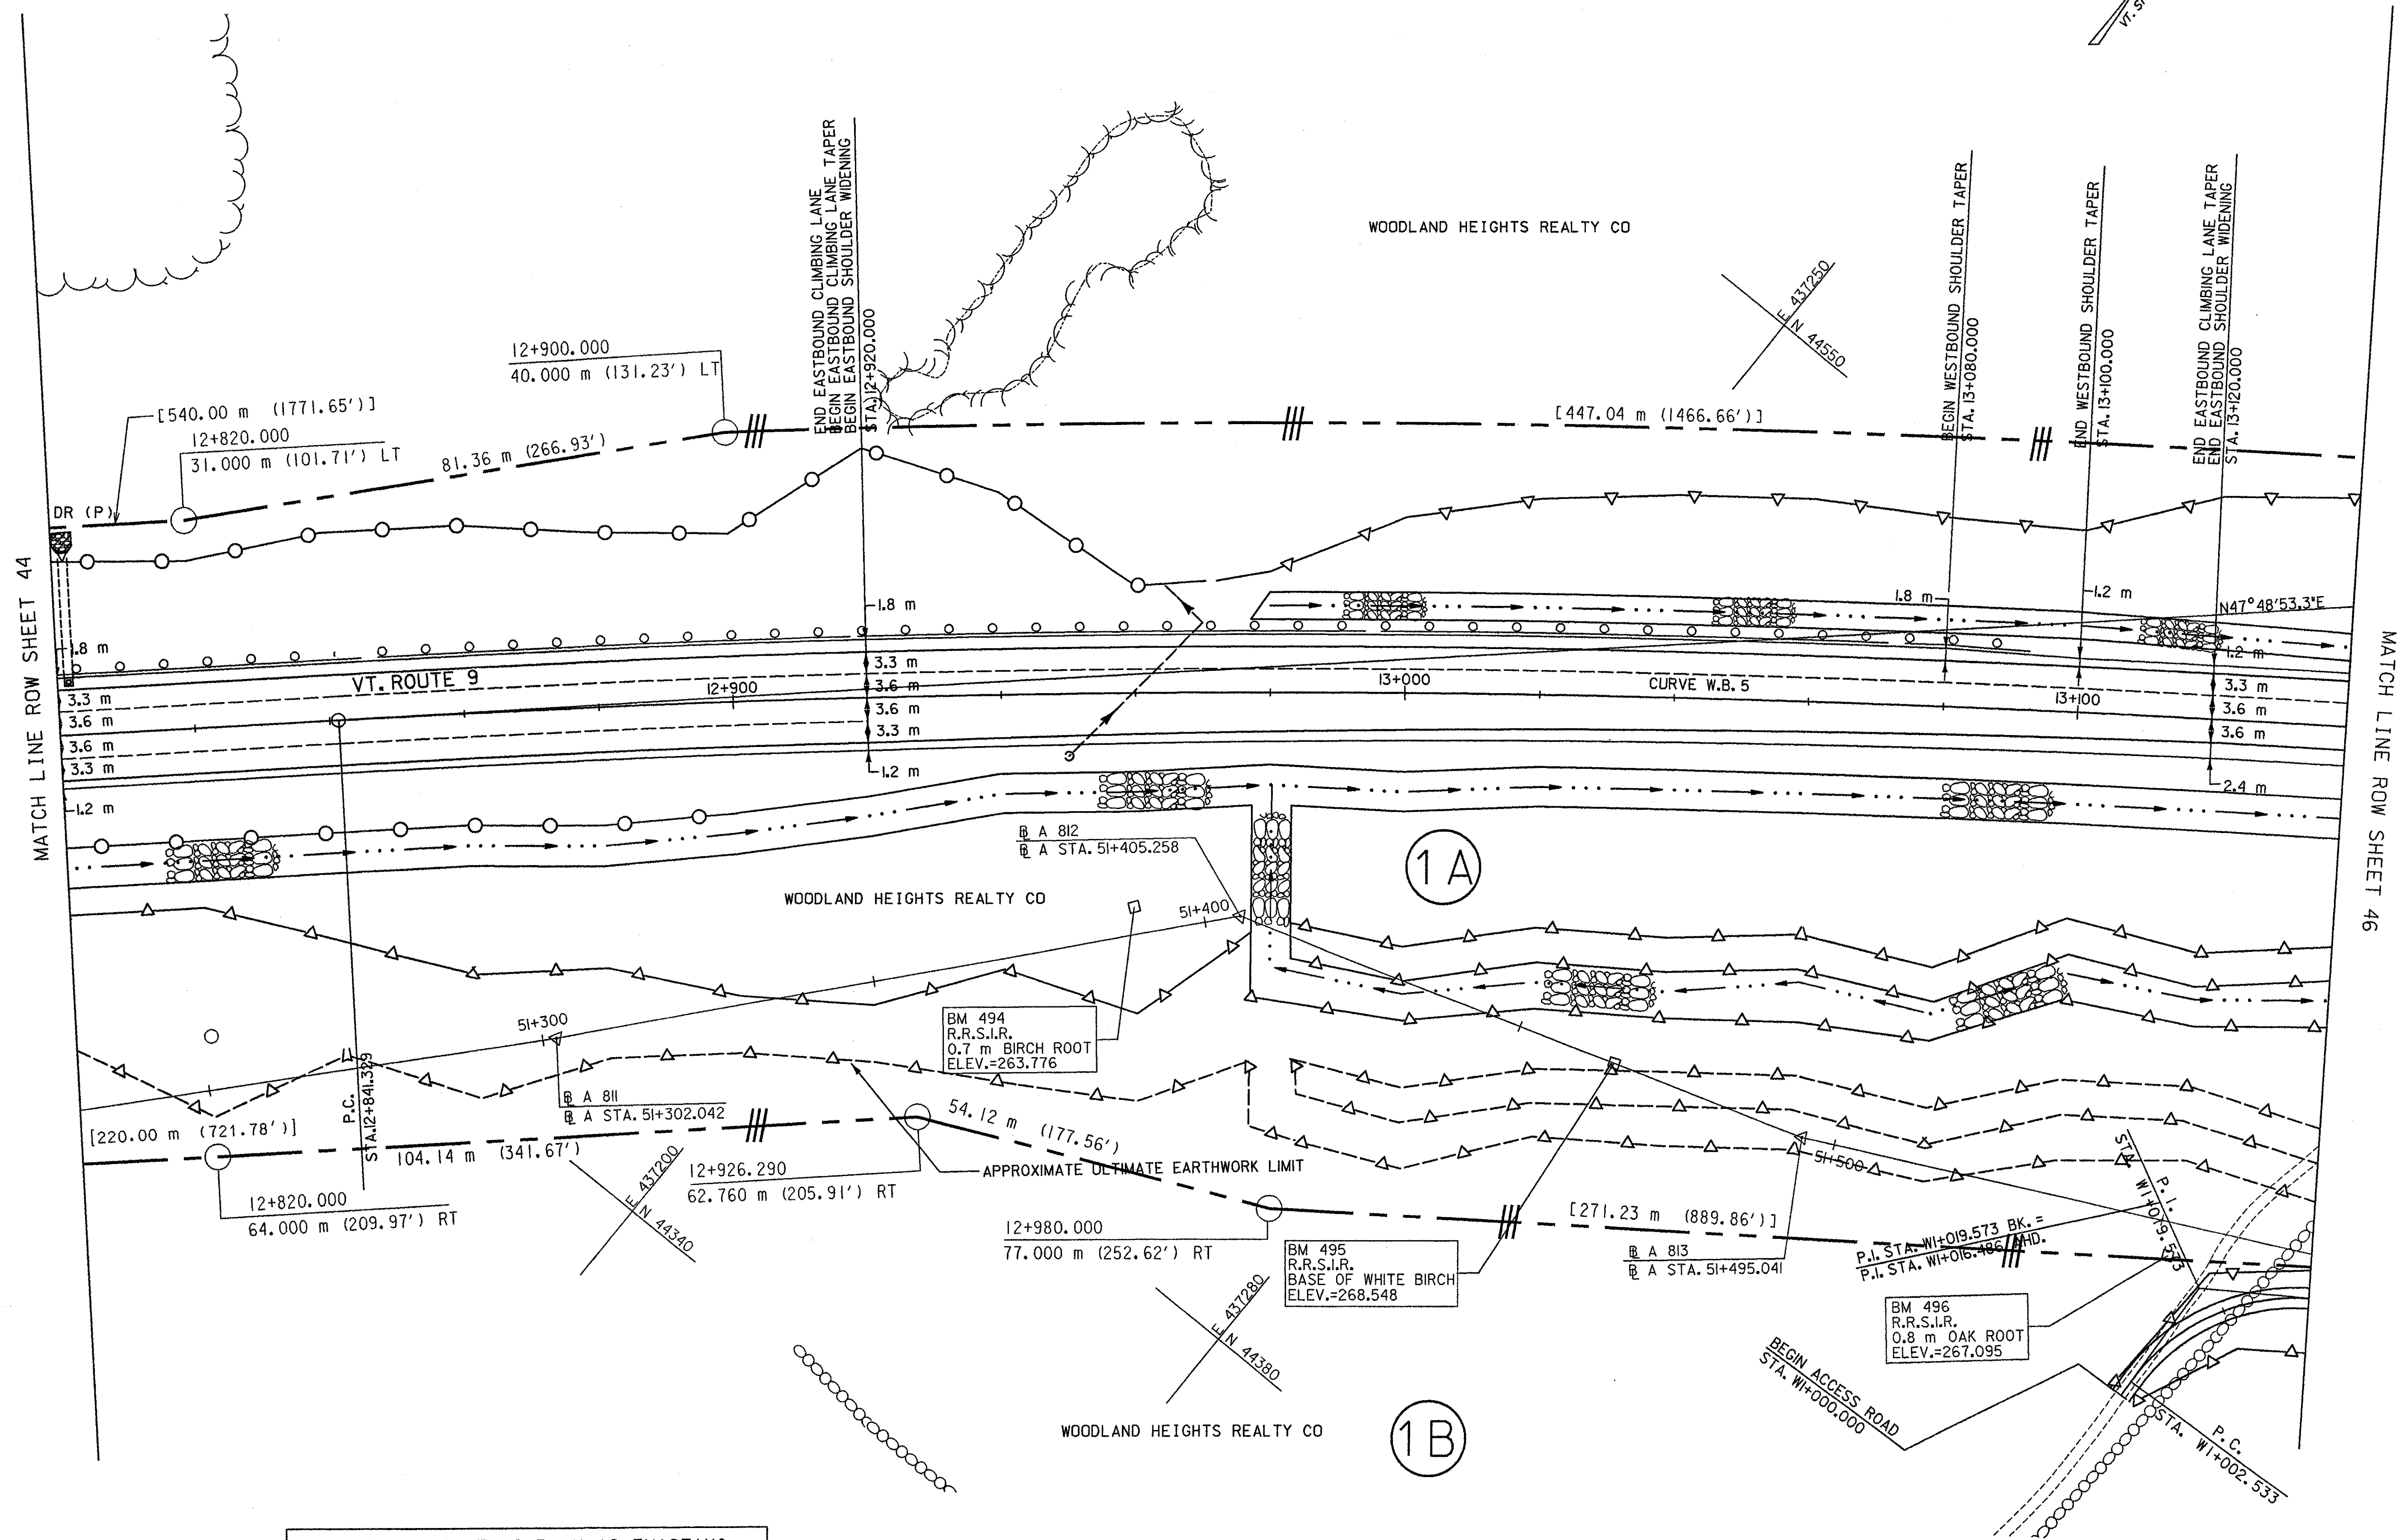 VT. S
END EASTBOUND CLIMBING LANE
BEGIN EASTBOUND CLIMBING LANE TAPER
BEGIN EASTBOUND SHOULDER WIDENING
STA. 12+920.000
WOODLAND HEIGHTS REALTY CO
E 437250
N 44550
BEGIN WESTBOUND SHOULDER TAPER
STA. 13+080.000
END WESTBOUND SHOULDER TAPER
STA. 13+100.000
END EASTBOUND CLIMBING LANE TAPER
END EASTBOUND SHOULDER WIDENING
STA. 13+120.000
12+900.000
40.000 m (131.23') LT
[540.00 m (1771.65')]
12+820.000
31.000 m (101.71') LT
81.36 m (266.93')
[447.04 m (1466.66')]
DR (P)
MATCH LINE ROW SHEET 44
MATCH LINE ROW SHEET 46
1.8 m
1.8 m
1.8 m
1.2 m
N47°48'53.3"E
1.2 m
VT. ROUTE 9
12+900
13+000
CURVE W.B. 5
13+100
3.3 m
3.6 m
3.6 m
3.3 m
1.2 m
3.3 m
3.6 m
3.6 m
3.3 m
1.2 m
3.3 m
3.6 m
3.6 m
2.4 m
BL A 812
BL A STA. 51+405.258
1A
WOODLAND HEIGHTS REALTY CO
51+400
51+300
BM 494
R.R.S.I.R.
0.7 m BIRCH ROOT
ELEV.=263.776
P.C.
STA.12+841.329
BL A 811
BL A STA. 51+302.042
[220.00 m (721.78')]
104.14 m (341.67')
54.12 m (177.56')
APPROXIMATE ULTIMATE EARTHWORK LIMIT
12+820.000
64.000 m (209.97') RT
E 437200
N 44340
12+926.290
62.760 m (205.91') RT
12+980.000
77.000 m (252.62') RT
[271.23 m (889.86')]
51+500
BM 495
R.R.S.I.R.
BASE OF WHITE BIRCH
ELEV.=268.548
BL A 813
BL A STA. 51+495.041
P.I.
STA. W1+019.573
P.I. STA. W1+019.573 BK.=
P.I. STA. W1+016.486 AHD.
BM 496
R.R.S.I.R.
0.8 m OAK ROOT
ELEV.=267.095
E 437280
N 44380
BEGIN ACCESS ROAD
STA. W1+000.000
P.C.
STA. W1+002.533
WOODLAND HEIGHTS REALTY CO
1B